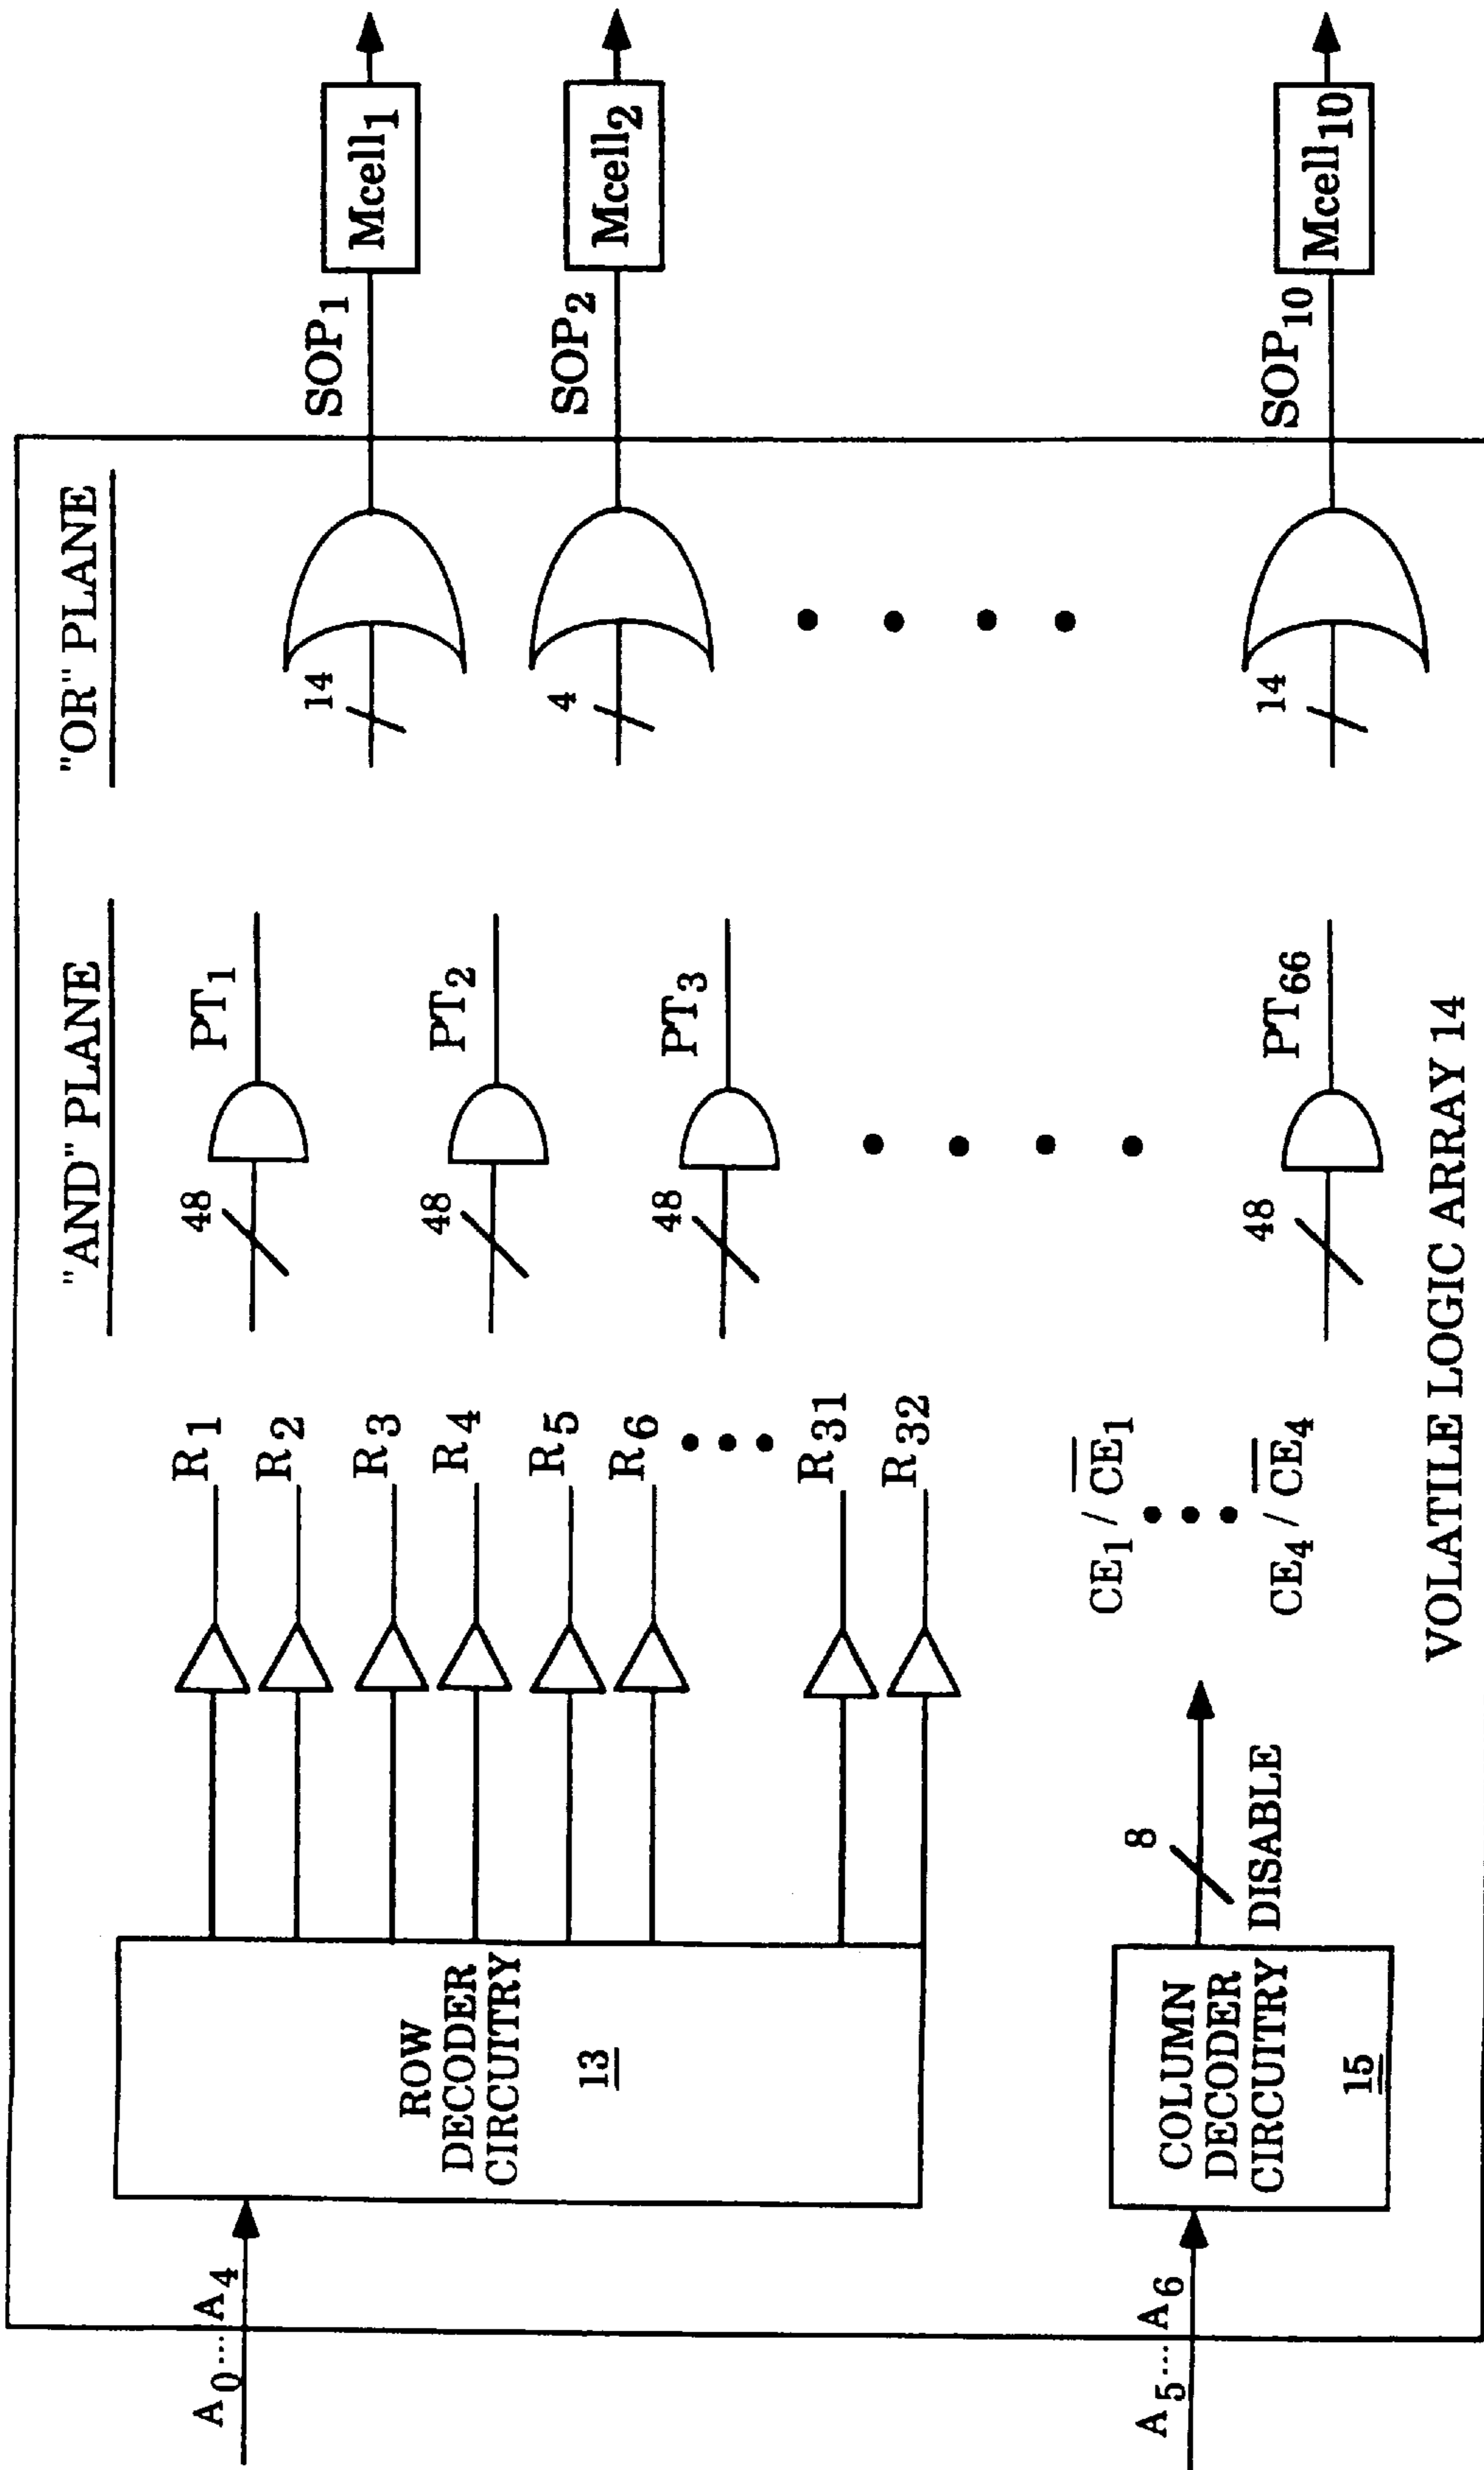 A0...A4
ROW
DECODER
CIRCUITRY
13
R1
R2
R3
R4
R5
R6
R31
R32
A5...A6
COLUMN
DECODER
CIRCUITRY
15
8
DISABLE
CE1 / C̅E̅1
CE4 / C̅E̅4
"AND" PLANE
48
PT1
48
PT2
48
PT3
48
PT66
"OR" PLANE
14
4
14
SOP1
Mcell1
SOP2
Mcell2
SOP10
Mcell10
VOLATILE LOGIC ARRAY 14